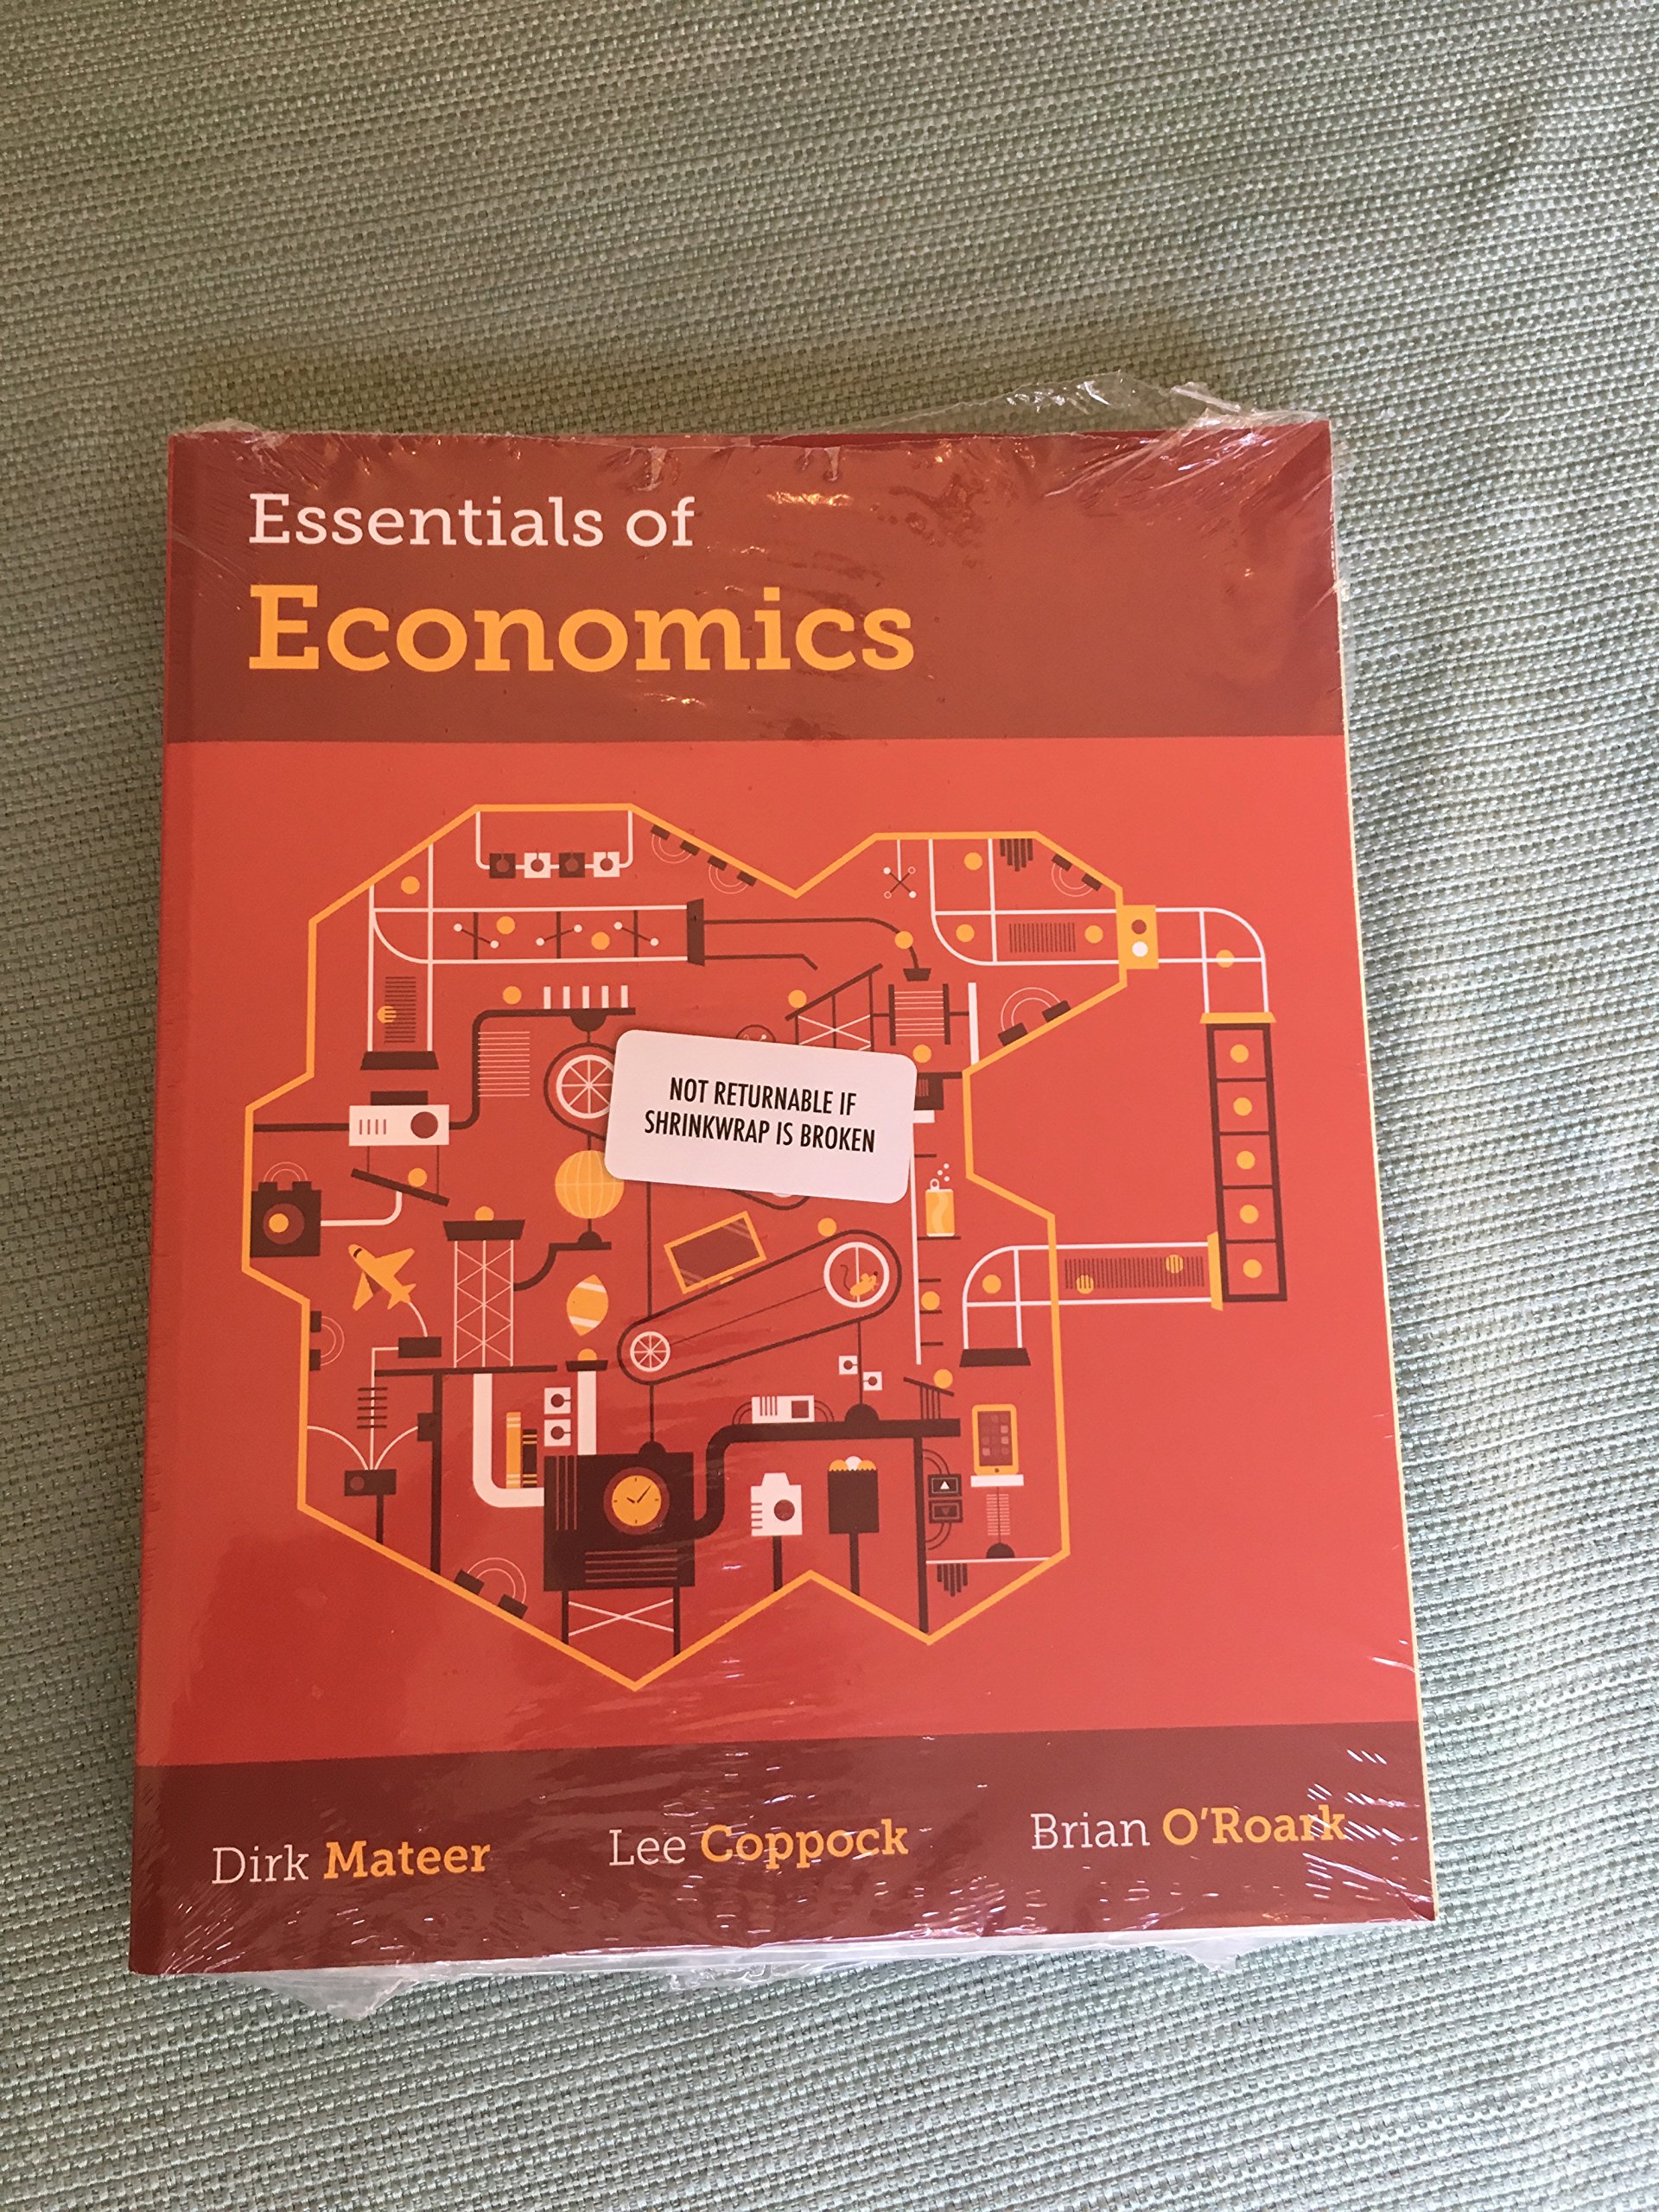 Essentials of
Economics
NOT RETURNABLE IF
SHRINKWRAP IS BROKEN
Dirk Mateer Lee Coppock Brian O'Roark